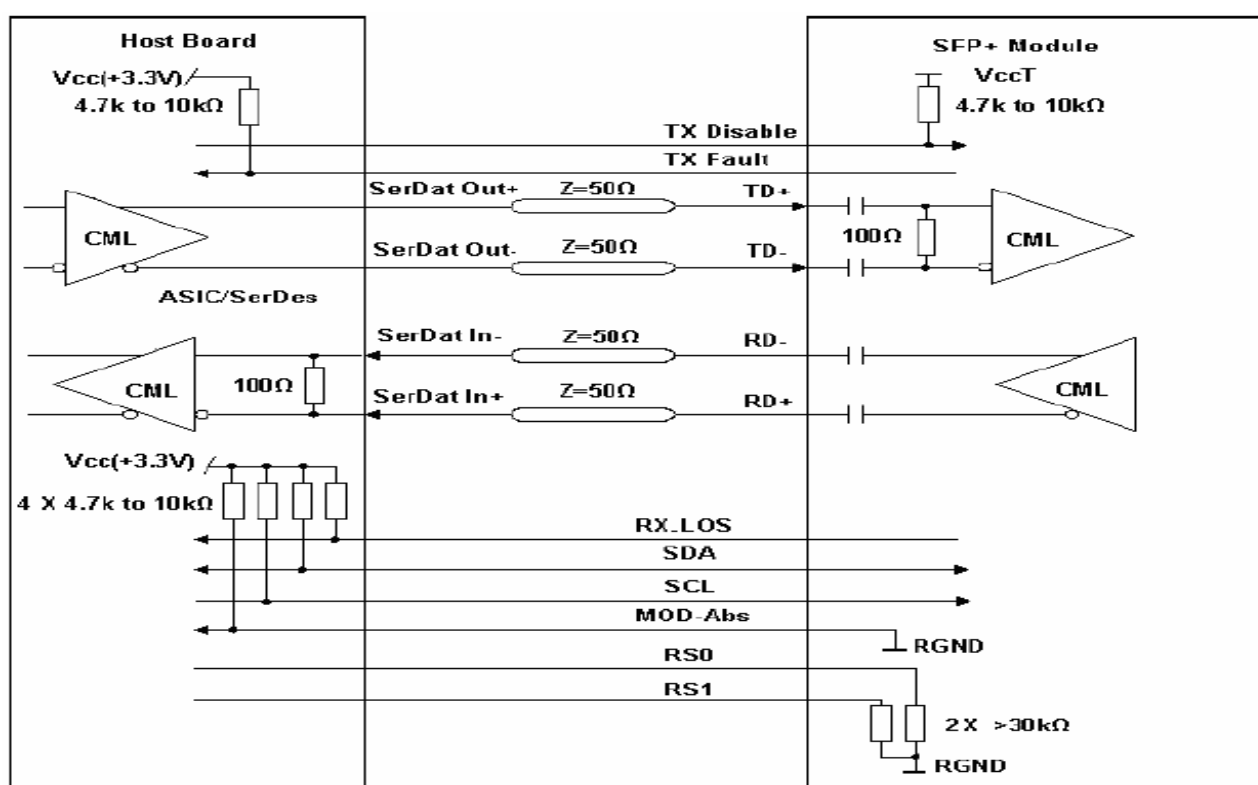 Host Board
SFP+ Module
Vcc(+3.3V)
4.7k to 10kΩ
VccT
4.7k to 10kΩ
TX Disable
TX Fault
SerDat Out+
Z=50Ω
TD+
CML
100Ω
CML
SerDat Out-
Z=50Ω
TD-
ASIC/SerDes
SerDat In-
Z=50Ω
RD-
CML
100Ω
CML
SerDat In+
Z=50Ω
RD+
Vcc(+3.3V)
4 X 4.7k to 10kΩ
RX_LOS
SDA
SCL
MOD-Abs
RGND
RS0
RS1
2X >30kΩ
RGND